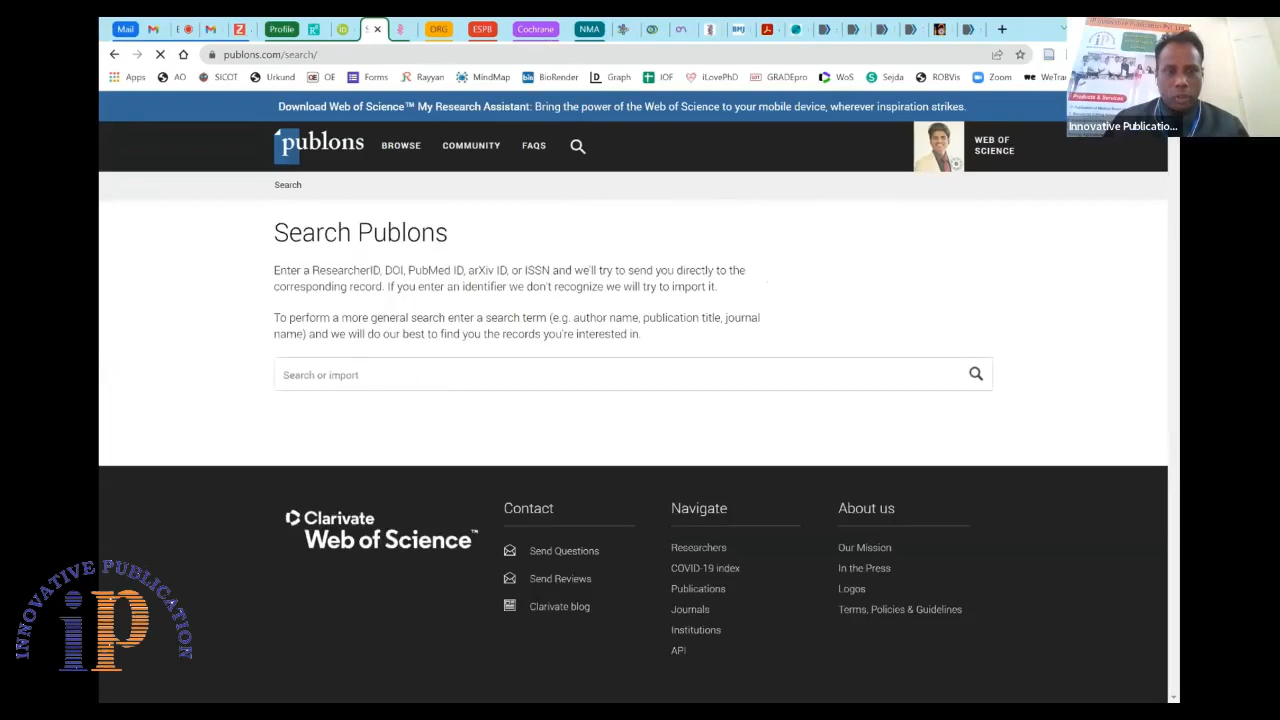 Mail
Profile
ORG
ESPB
Cochrane
NMA
BMJ
publons.com/search/
Apps
AO
SICOT
Urkund
OE
Forms
Rayyan
MindMap
BioRender
Graph
IOF
iLovePhD
GRADEpro
WoS
Sejda
ROBVis
Zoom
WeTra
Products & Services
Innovative Publicatio...
Download Web of Science™ My Research Assistant: Bring the power of the Web of Science to your mobile device, wherever inspiration strikes.
publons
BROWSE
COMMUNITY
FAQS
WEB OF
SCIENCE
Search
Search Publons
Enter a ResearcherID, DOI, PubMed ID, arXiv ID, or ISSN and we'll try to send you directly to the
corresponding record. If you enter an identifier we don't recognize we will try to import it.
To perform a more general search enter a search term (e.g. author name, publication title, journal
name) and we will do our best to find you the records you're interested in.
Search or import
Clarivate
Web of Science™
Contact
Send Questions
Send Reviews
Clarivate blog
Navigate
Researchers
COVID-19 index
Publications
Journals
Institutions
API
About us
Our Mission
In the Press
Logos
Terms, Policies & Guidelines
INNOVATIVE PUBLICATION
ip